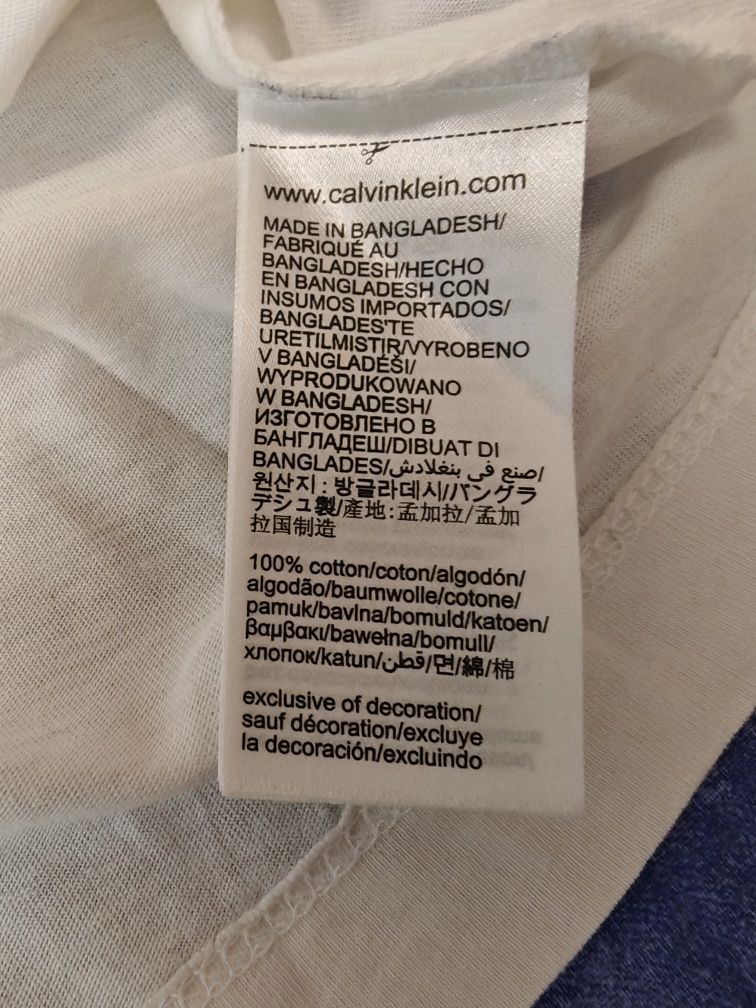 www.calvinklein.com
MADE IN BANGLADESH/
FABRIQUÉ AU
BANGLADESH/HECHO
EN BANGLADESH CON
INSUMOS IMPORTADOS/
BANGLADES'TE
URETILMISTIR/VYROBENO
V BANGLADÉŠI/
WYPRODUKOWANO
W BANGLADESH/
ИЗГОТОВЛЕНО В
БАНГЛАДЕШ/DIBUAT DI
BANGLADES/صنع في بنغلادش/
원산지 : 방글라데시/バングラ
デシュ製/產地:孟加拉/孟加
拉国制造
100% cotton/coton/algodón/
algodão/baumwolle/cotone/
pamuk/bavlna/bomuld/katoen/
βαμβακι/bawełna/bomull/
хлопок/katun/قطن/면/綿/棉
exclusive of decoration/
sauf décoration/excluye
la decoración/excluindo